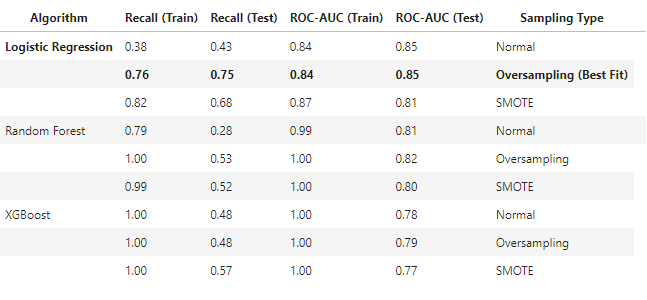 Algorithm Recall (Train) Recall (Test) ROC-AUC (Train) ROC-AUC (Test) Sampling Type
Logistic Regression 0.38 0.43 0.84 0.85 Normal
0.76 0.75 0.84 0.85 Oversampling (Best Fit)
0.82 0.68 0.87 0.81 SMOTE
Random Forest 0.79 0.28 0.99 0.81 Normal
1.00 0.53 1.00 0.82 Oversampling
0.99 0.52 1.00 0.80 SMOTE
XGBoost 1.00 0.48 1.00 0.78 Normal
1.00 0.48 1.00 0.79 Oversampling
1.00 0.57 1.00 0.77 SMOTE